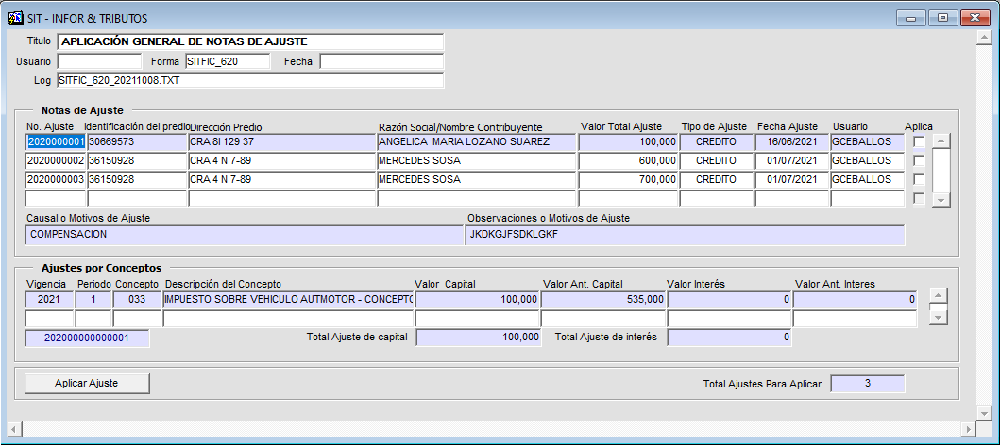 SIT - INFOR & TRIBUTOS
Titulo APLICACIÓN GENERAL DE NOTAS DE AJUSTE
Usuario Forma SITFIC_620 Fecha
Log SITFIC_620_20211008.TXT
Notas de Ajuste
No. Ajuste Identificación del predio Dirección Predio Razón Social/Nombre Contribuyente Valor Total Ajuste Tipo de Ajuste Fecha Ajuste Usuario Aplica
2020000001 30669573 CRA 8I 129 37 ANGELICA MARIA LOZANO SUAREZ 100,000 CREDITO 16/06/2021 GCEBALLOS
2020000002 36150928 CRA 4 N 7-89 MERCEDES SOSA 600,000 CREDITO 01/07/2021 GCEBALLOS
2020000003 36150928 CRA 4 N 7-89 MERCEDES SOSA 700,000 CREDITO 01/07/2021 GCEBALLOS
Causal o Motivos de Ajuste Observaciones o Motivos de Ajuste
COMPENSACION JKDKGJFSDKLGKF
Ajustes por Conceptos
Vigencia Periodo Concepto Descripción del Concepto Valor Capital Valor Ant. Capital Valor Interés Valor Ant. Interes
2021 1 033 IMPUESTO SOBRE VEHICULO AUTMOTOR - CONCEPTO 100,000 535,000 0 0
202000000000001 Total Ajuste de capital 100,000 Total Ajuste de interés 0
Aplicar Ajuste Total Ajustes Para Aplicar 3